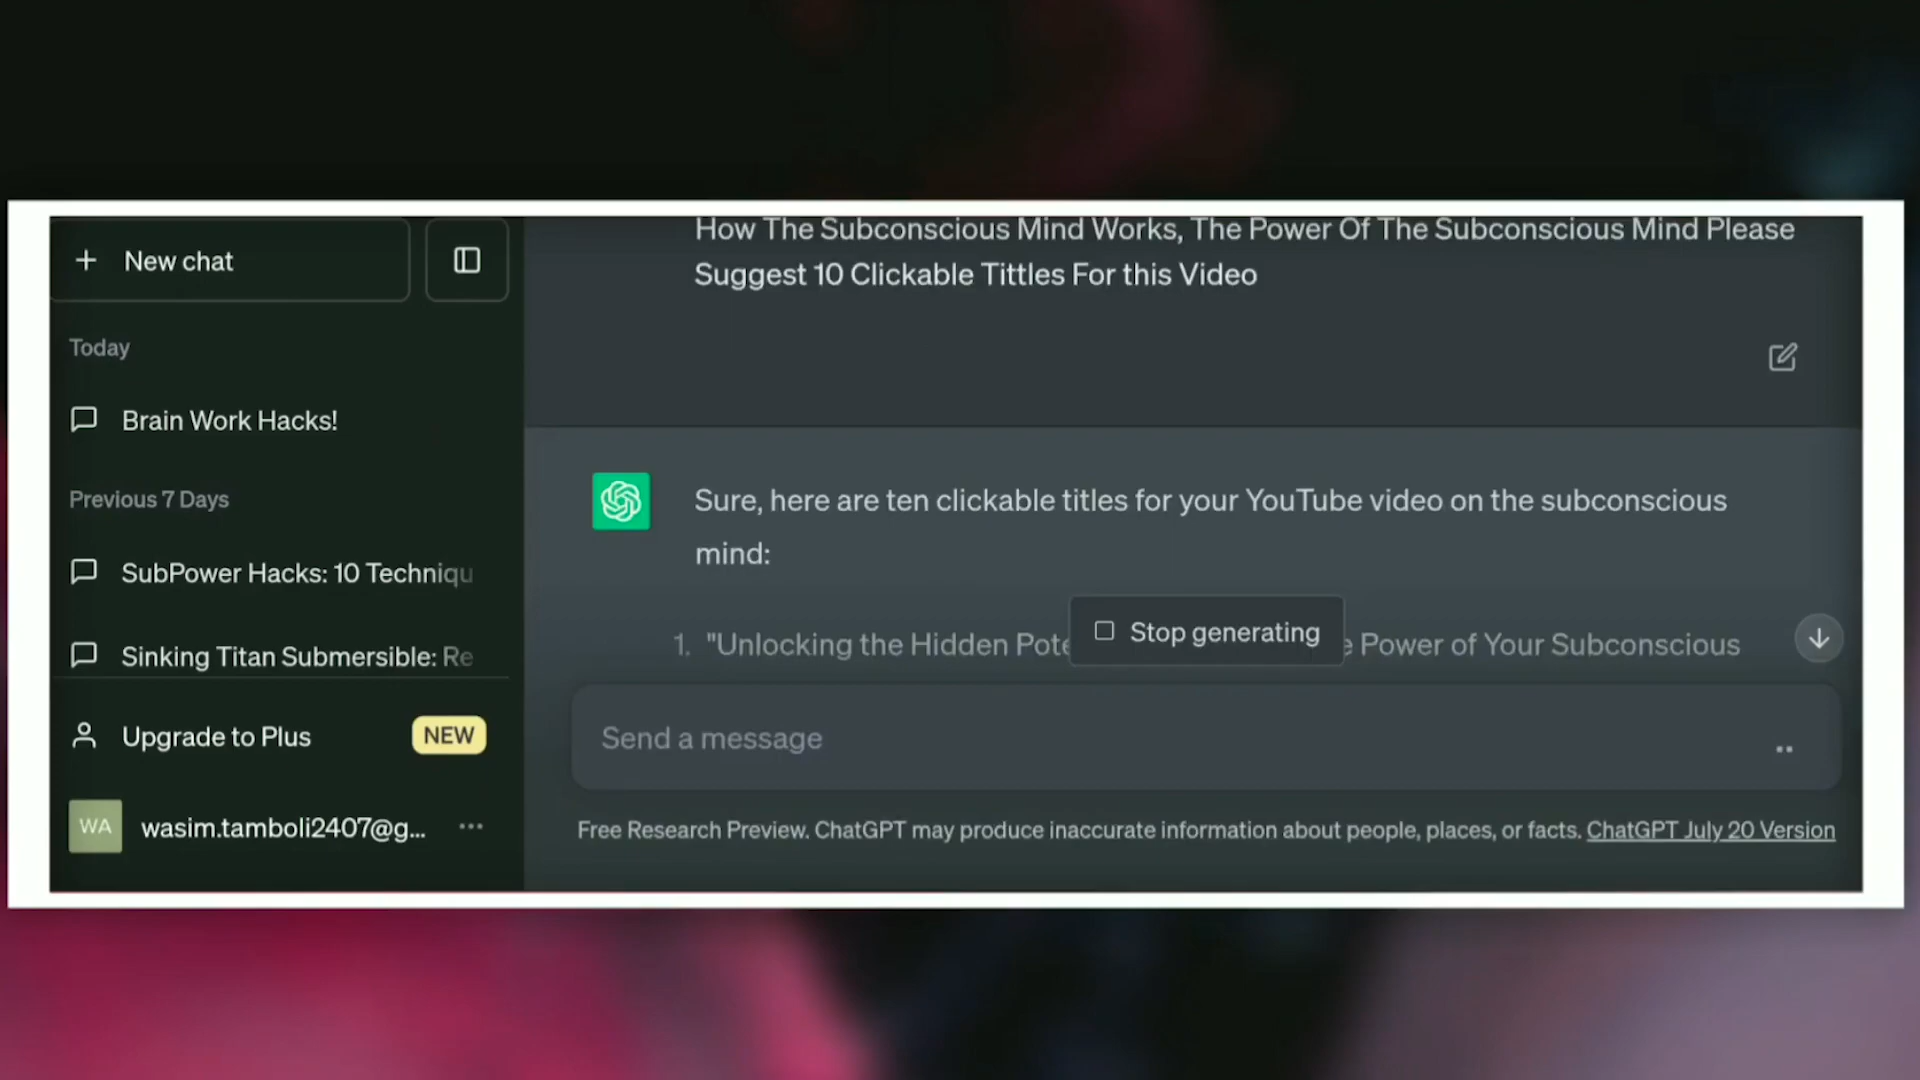 New chat
Today
Brain Work Hacks!
Previous 7 Days
SubPower Hacks: 10 Techniqu
Sinking Titan Submersible: Re
Upgrade to Plus
NEW
WA
wasim.tamboli2407@g...
How The Subconscious Mind Works, The Power Of The Subconscious Mind Please
Suggest 10 Clickable Tittles For this Video
Sure, here are ten clickable titles for your YouTube video on the subconscious
mind:
1. "Unlocking the Hidden Pote
Stop generating
e Power of Your Subconscious
Send a message
Free Research Preview. ChatGPT may produce inaccurate information about people, places, or facts. ChatGPT July 20 Version